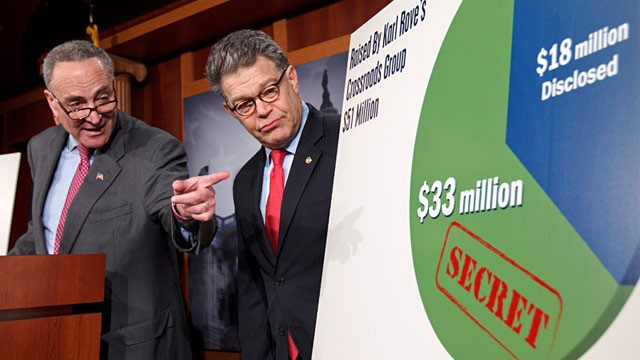 Raised By Karl Rove's
Crossroads Group
$51 Million
$18 million
Disclosed
$33 million
SECRET